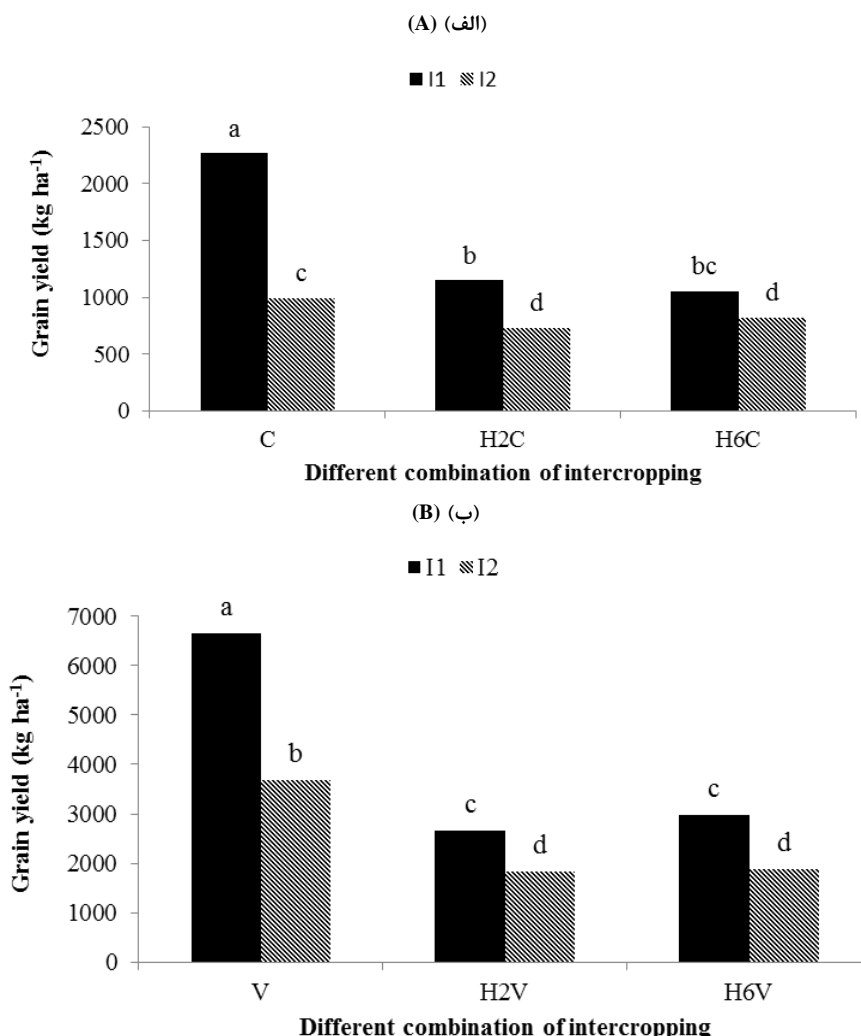 (الف) (A)
I1 I2
Grain yield (kg ha-1)
2500
2000
1500
1000
500
0
a
c
b
d
bc
d
C H2C H6C
Different combination of intercropping
(ب) (B)
I1 I2
Grain yield (kg ha-1)
7000
6000
5000
4000
3000
2000
1000
0
a
b
c
d
c
d
V H2V H6V
Different combination of intercropping